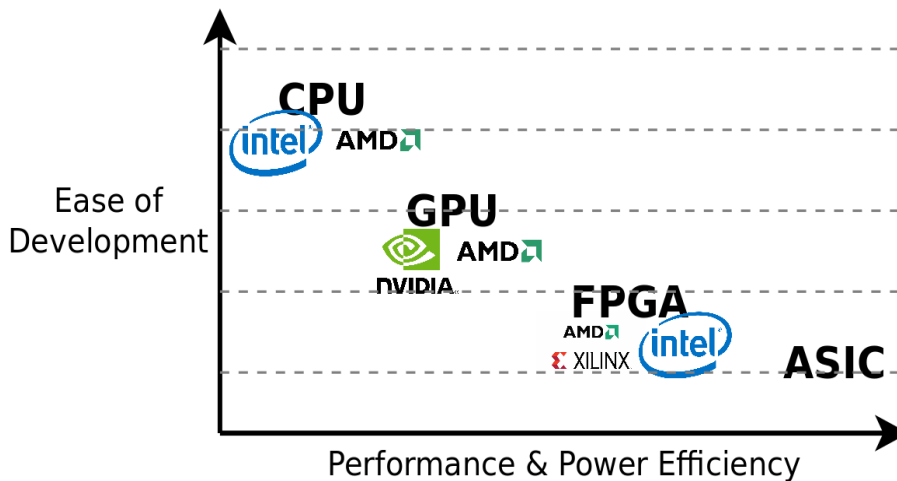 CPU
intel
AMD
Ease of
Development
GPU
NVIDIA
AMD
FPGA
AMD
XILINX
intel
ASIC
Performance & Power Efficiency